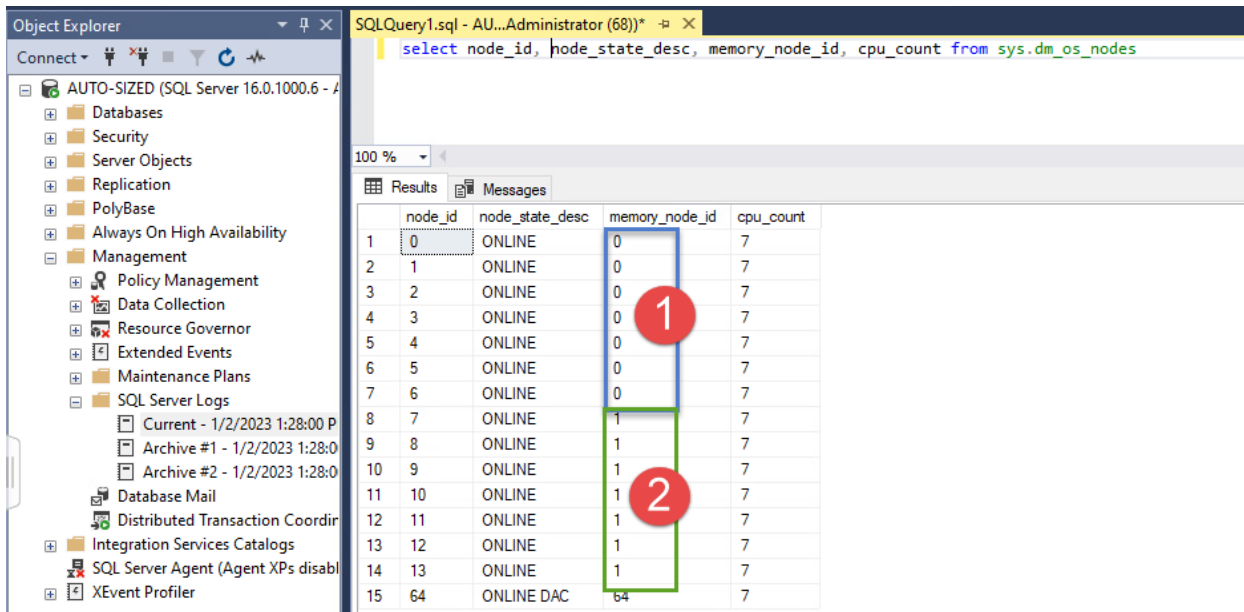 Object Explorer
Connect
AUTO-SIZED (SQL Server 16.0.1000.6 - A
Databases
Security
Server Objects
Replication
PolyBase
Always On High Availability
Management
Policy Management
Data Collection
Resource Governor
Extended Events
Maintenance Plans
SQL Server Logs
Current - 1/2/2023 1:28:00 P
Archive #1 - 1/2/2023 1:28:0
Archive #2 - 1/2/2023 1:28:0
Database Mail
Distributed Transaction Coordin
Integration Services Catalogs
SQL Server Agent (Agent XPs disabl
XEvent Profiler
SQLQuery1.sql - AU...Administrator (68))*
select node_id, node_state_desc, memory_node_id, cpu_count from sys.dm_os_nodes
100 %
Results Messages
node_id node_state_desc memory_node_id cpu_count
1 0 ONLINE 0 7
2 1 ONLINE 0 7
3 2 ONLINE 0 7
4 3 ONLINE 0 7
5 4 ONLINE 0 7
6 5 ONLINE 0 7
7 6 ONLINE 0 7
8 7 ONLINE 1 7
9 8 ONLINE 1 7
10 9 ONLINE 1 7
11 10 ONLINE 1 7
12 11 ONLINE 1 7
13 12 ONLINE 1 7
14 13 ONLINE 1 7
15 64 ONLINE DAC 64 7
1
2